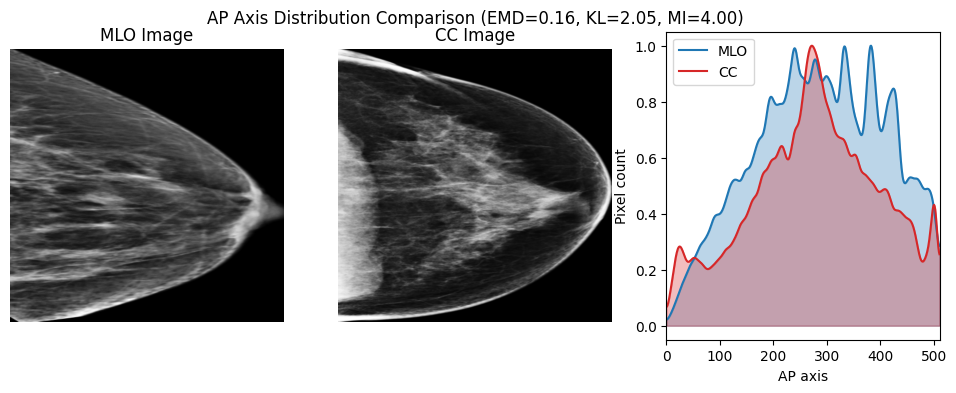 AP Axis Distribution Comparison (EMD=0.16, KL=2.05, MI=4.00)
MLO Image
CC Image
MLO
CC
Pixel count
1.0
0.8
0.6
0.4
0.2
0.0
0 100 200 300 400 500
AP axis